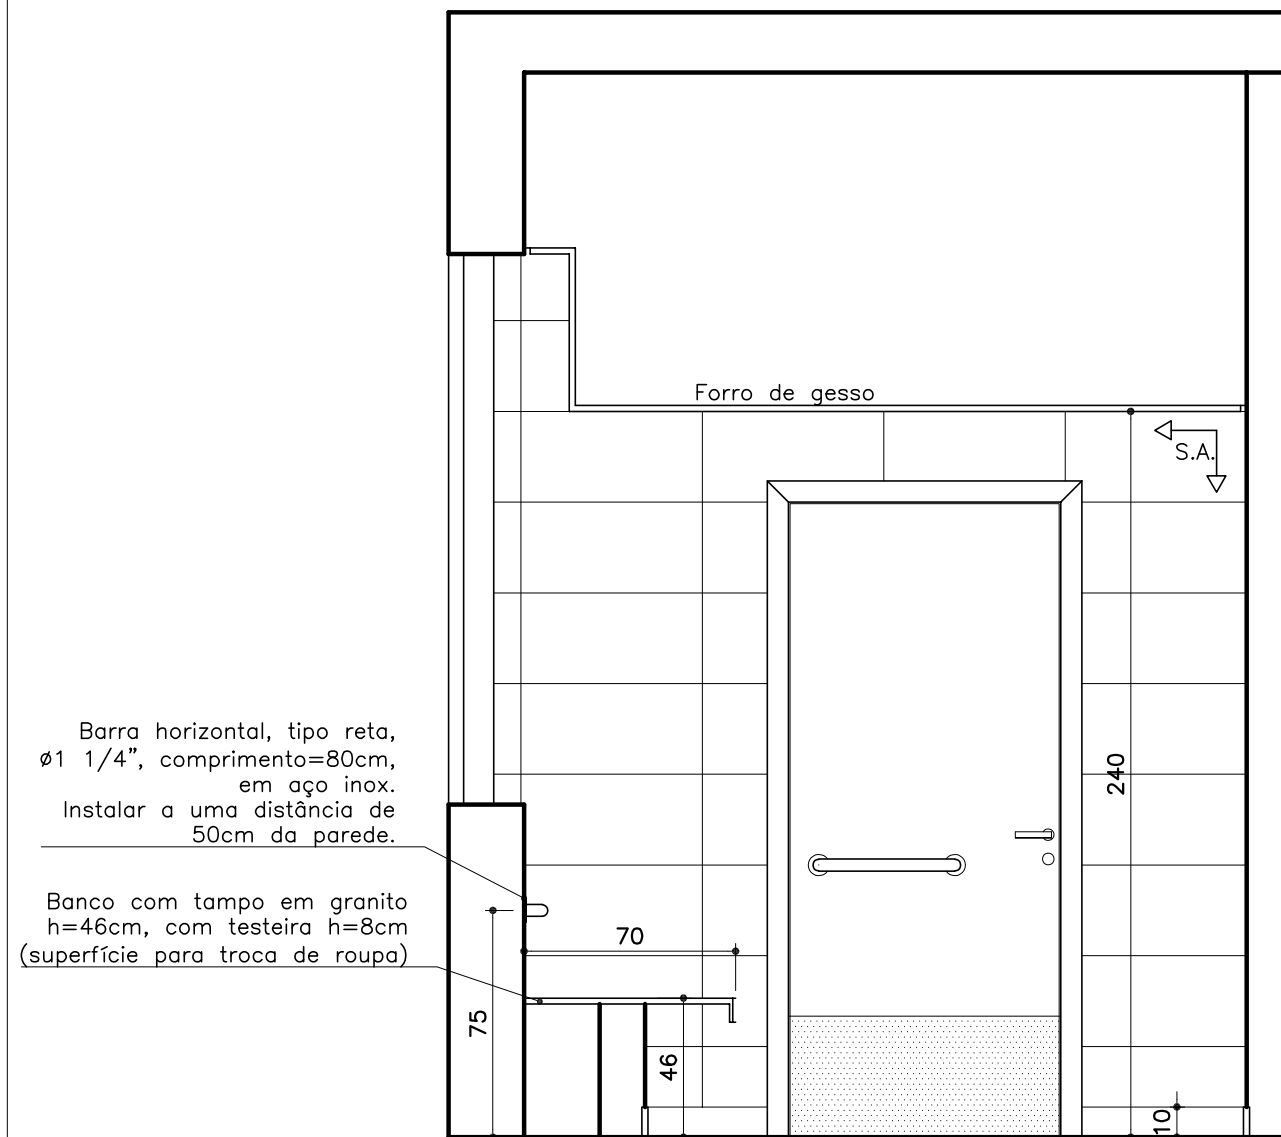 Forro de gesso
S.A.
Barra horizontal, tipo reta,
ø1 1/4”, comprimento=80cm,
em aço inox.
Instalar a uma distância de
50cm da parede.
240
Banco com tampo em granito
h=46cm, com testeira h=8cm
(superfície para troca de roupa)
70
75
46
10